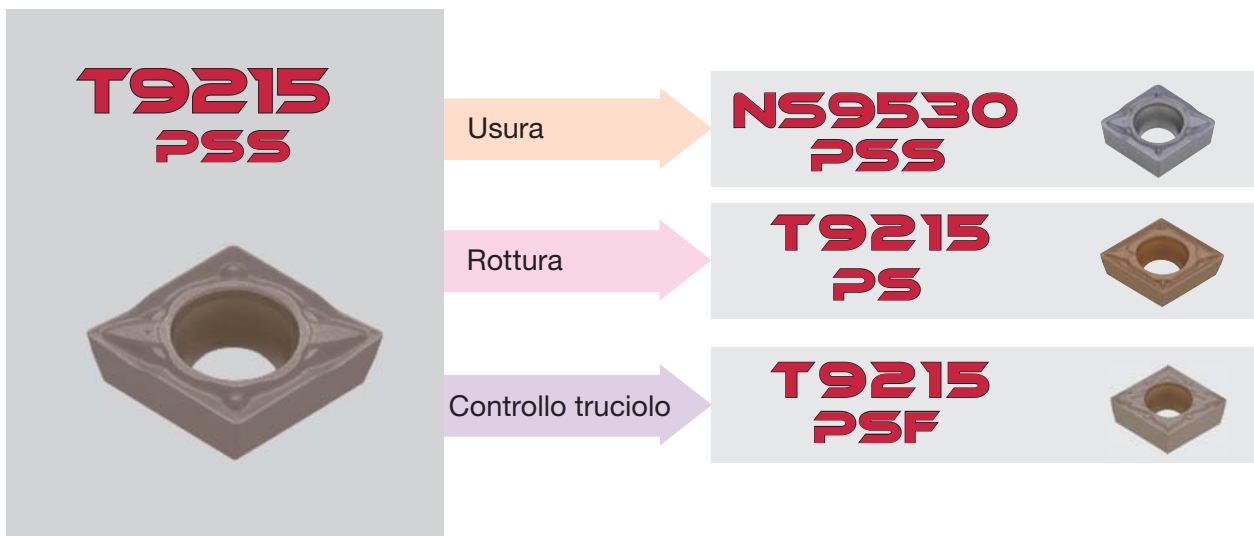 T9215
PSS
Usura
NS9530
PSS
Rottura
T9215
PS
Controllo truciolo
T9215
PSF